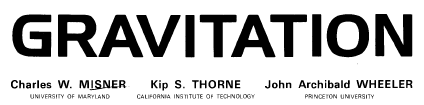 GRAVITATION
Charles W. MISNER Kip S. THORNE John Archibald WHEELER
UNIVERSITY OF MARYLAND CALIFORNIA INSTITUTE OF TECHNOLOGY PRINCETON UNIVERSITY